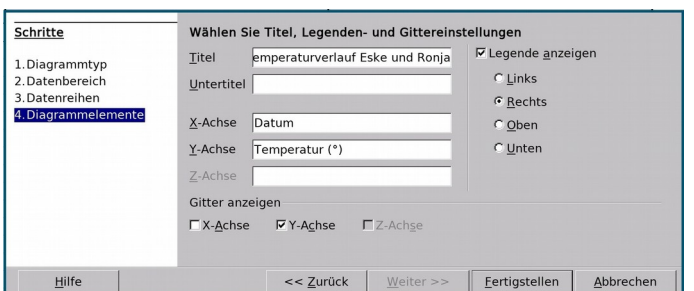 Schritte
1.Diagrammtyp
2.Datenbereich
3.Datenreihen
4.Diagrammelemente
Wählen Sie Titel, Legenden- und Gittereinstellungen
Titel emperaturverlauf Eske und Ronja
Untertitel
X-Achse Datum
Y-Achse Temperatur (°)
Z-Achse
Legende anzeigen
Links
Rechts
Oben
Unten
Gitter anzeigen
X-Achse Y-Achse Z-Achse
Hilfe << Zurück Weiter >> Fertigstellen Abbrechen